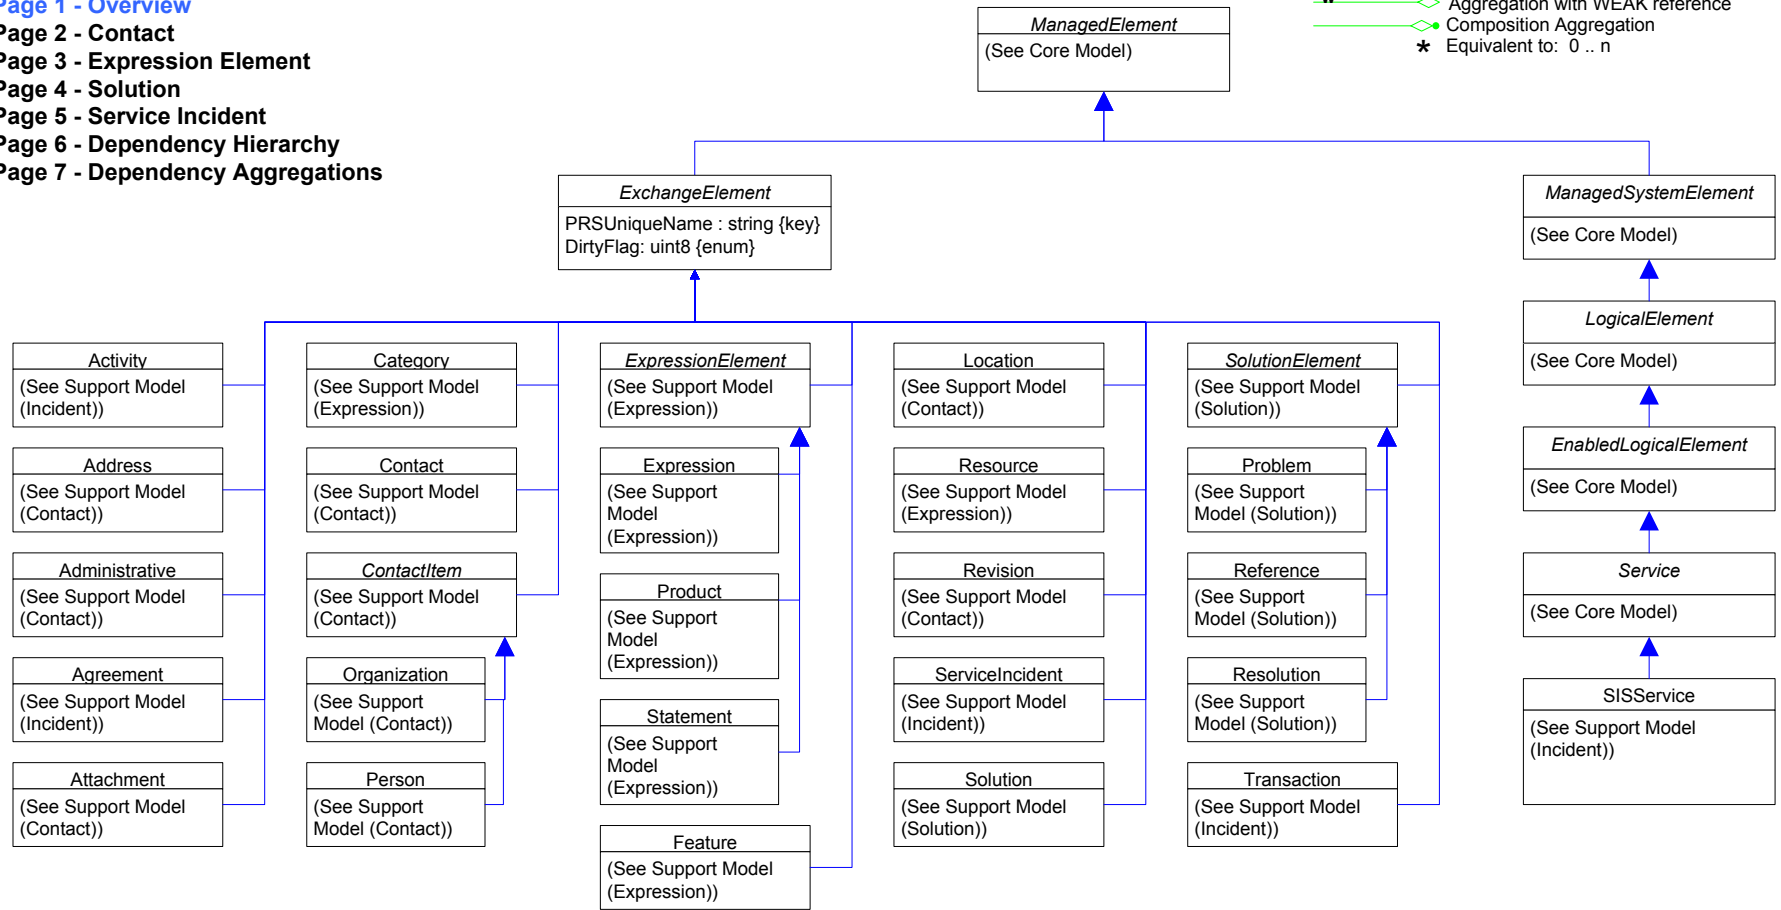 Page 1 - Overview
Page 2 - Contact
Page 3 - Expression Element
Page 4 - Solution
Page 5 - Service Incident
Page 6 - Dependency Hierarchy
Page 7 - Dependency Aggregations
* Aggregation with WEAK reference
Composition Aggregation
* Equivalent to: 0 .. n
ManagedElement
(See Core Model)
ExchangeElement
PRSUniqueName : string {key}
DirtyFlag: uint8 {enum}
ManagedSystemElement
(See Core Model)
LogicalElement
(See Core Model)
EnabledLogicalElement
(See Core Model)
Service
(See Core Model)
SISService
(See Support Model
(Incident))
Activity
(See Support Model
(Incident))
Address
(See Support Model
(Contact))
Administrative
(See Support Model
(Contact))
Agreement
(See Support Model
(Incident))
Attachment
(See Support Model
(Contact))
Category
(See Support Model
(Expression))
Contact
(See Support Model
(Contact))
ContactItem
(See Support Model
(Contact))
Organization
(See Support
Model (Contact))
Person
(See Support
Model (Contact))
ExpressionElement
(See Support Model
(Expression))
Expression
(See Support
Model
(Expression))
Product
(See Support
Model
(Expression))
Statement
(See Support
Model
(Expression))
Feature
(See Support Model
(Expression))
Location
(See Support Model
(Contact))
Resource
(See Support Model
(Expression))
Revision
(See Support Model
(Contact))
ServiceIncident
(See Support Model
(Incident))
Solution
(See Support Model
(Solution))
SolutionElement
(See Support Model
(Solution))
Problem
(See Support
Model (Solution))
Reference
(See Support
Model (Solution))
Resolution
(See Support
Model (Solution))
Transaction
(See Support Model
(Incident))